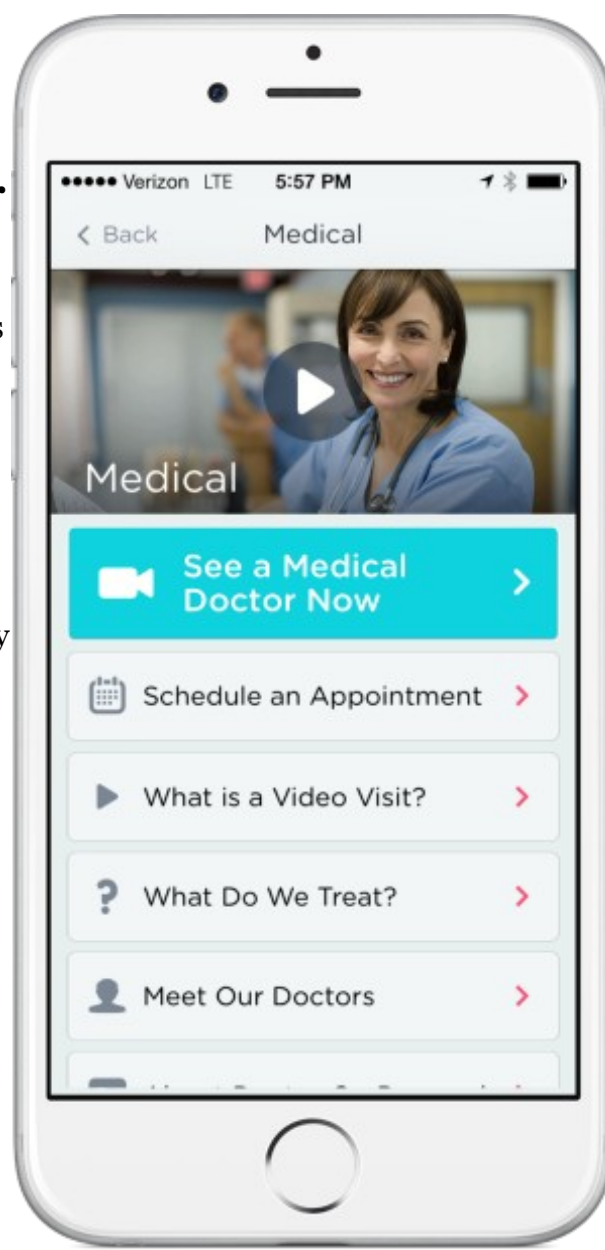 Verizon LTE 5:57 PM
Back Medical
s
Medical
See a Medical
Doctor Now
y
Schedule an Appointment
What is a Video Visit?
What Do We Treat?
Meet Our Doctors